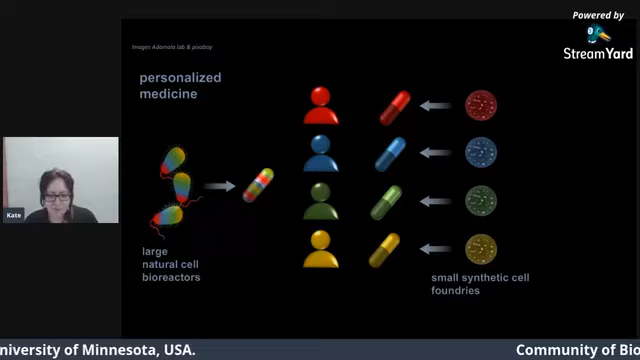 Powered by
StreamYard
Images Adamala lab & pixabay
personalized
medicine
Kate
large
natural cell
bioreactors
small synthetic cell
foundries
niversity of Minnesota, USA.
Community of Bio